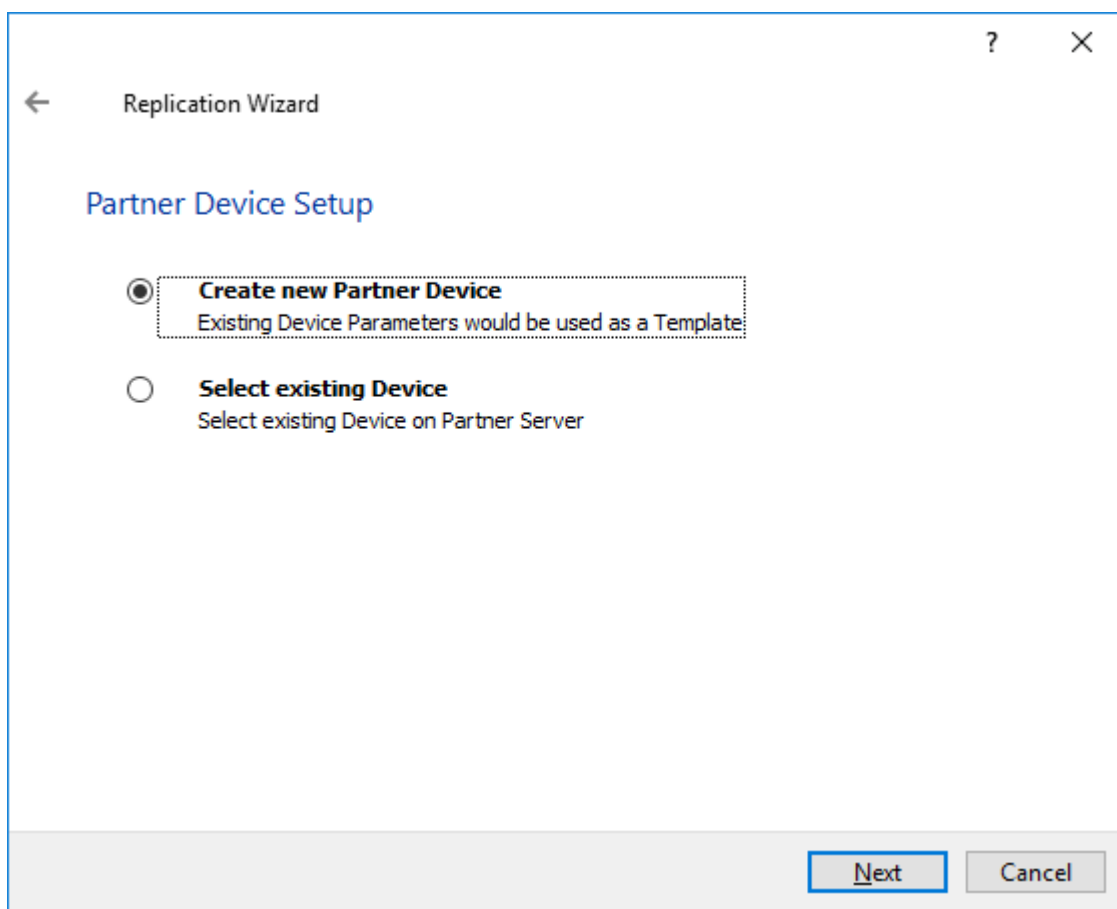 ?
Replication Wizard
Partner Device Setup
Create new Partner Device
Existing Device Parameters would be used as a Template
Select existing Device
Select existing Device on Partner Server
Next
Cancel